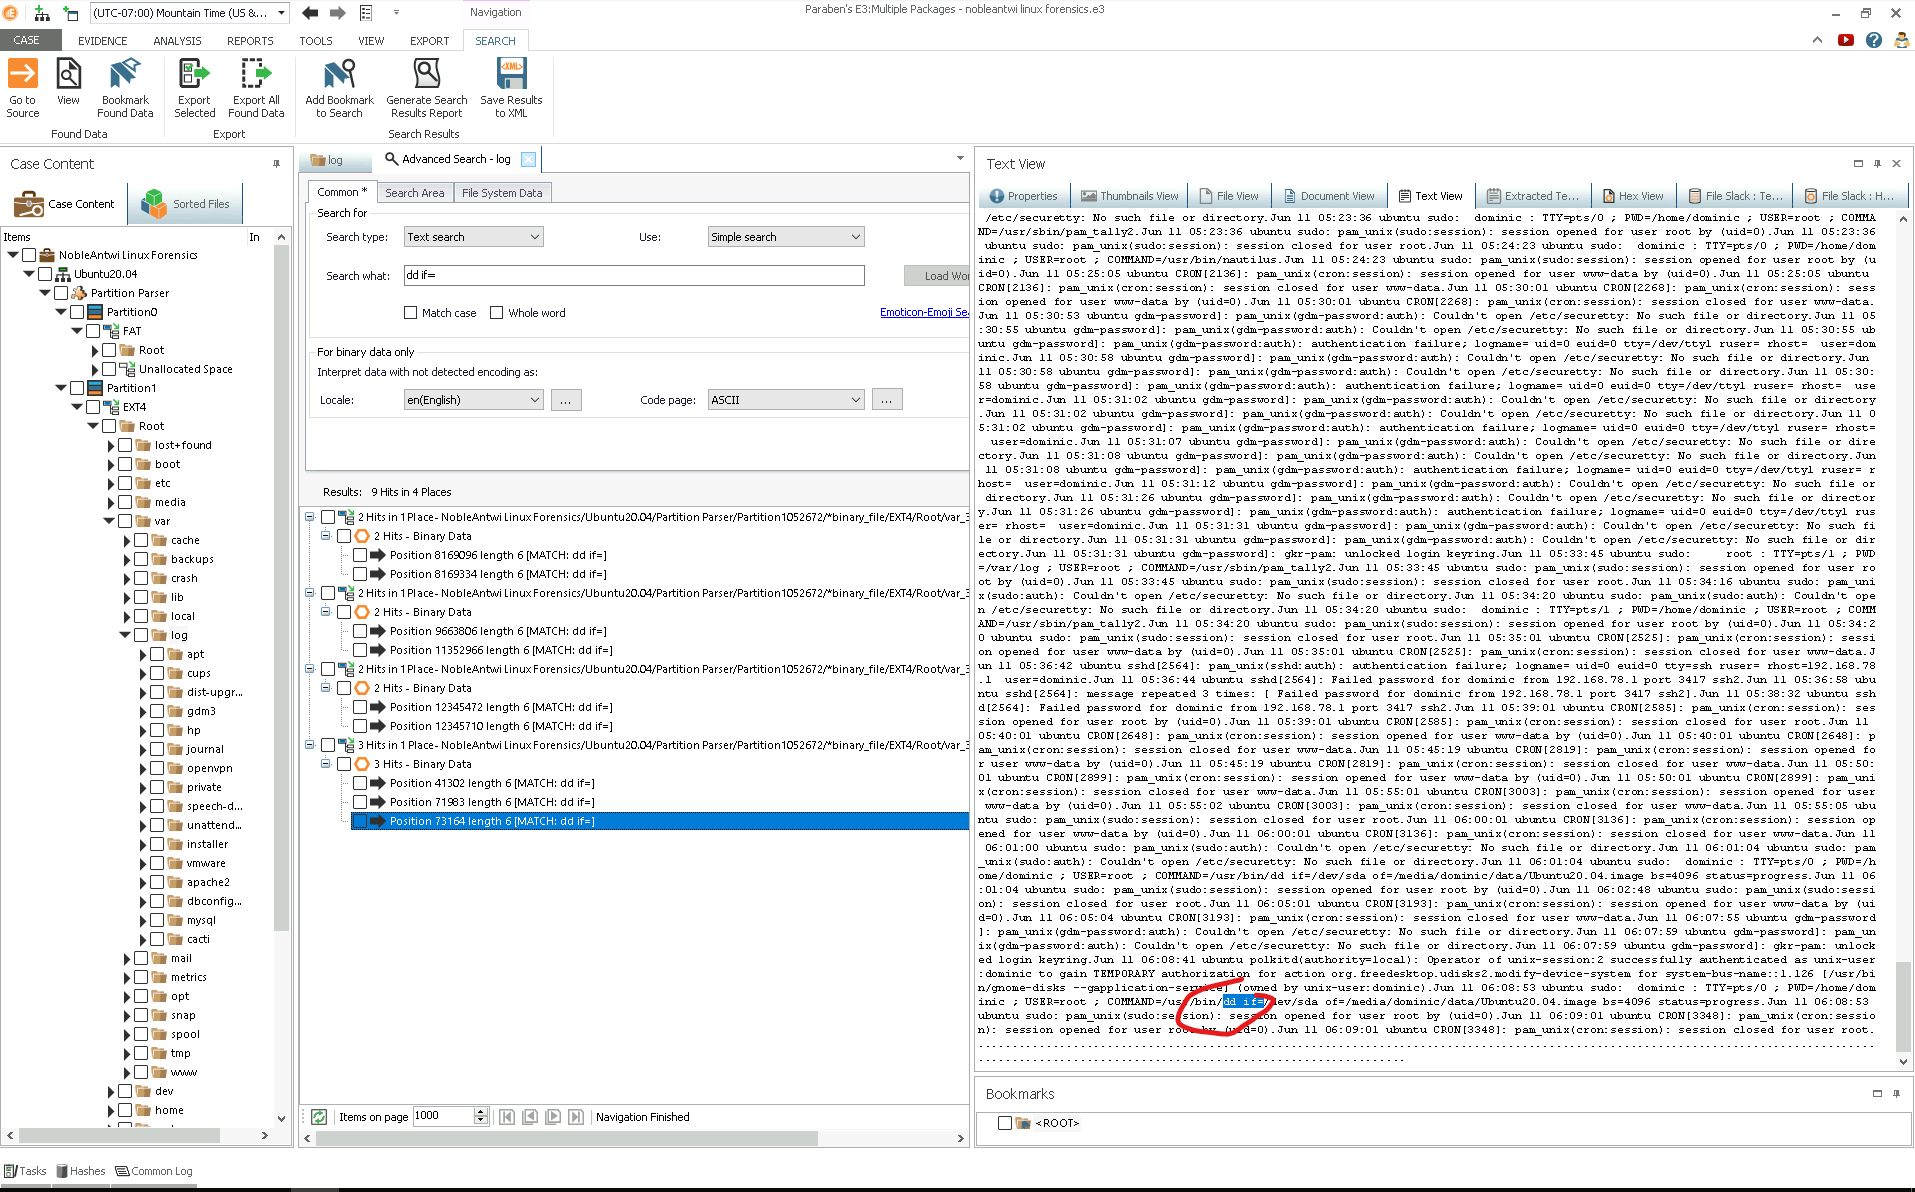 (UTC-07:00) Mountain Time (US &...
Navigation
Paraben's E3:Multiple Packages - nobleantwi linux forensics.e3
CASE
EVIDENCE
ANALYSIS
REPORTS
TOOLS
VIEW
EXPORT
SEARCH
Go to Source
View
Bookmark Found Data
Export Selected
Export All Found Data
Add Bookmark to Search
Generate Search Results Report
Save Results to XML
Found Data
Export
Search Results
Case Content
Case Content
Sorted Files
Items
In
NobleAntwi Linux Forensics
Ubuntu20.04
Partition Parser
Partition0
FAT
Root
Unallocated Space
Partition1
EXT4
Root
lost+found
boot
etc
media
var
cache
backups
crash
lib
local
log
apt
cups
dist-upgr...
gdm3
hp
journal
openvpn
private
speech-d...
unattend...
installer
vmware
apache2
dbconfig...
mysql
cacti
mail
metrics
opt
snap
spool
tmp
www
dev
home
log
Advanced Search - log
Common *
Search Area
File System Data
Search for
Search type:
Text search
Use:
Simple search
Search what:
dd if=
Load Wor
Match case
Whole word
Emoticon-Emoji Sea
For binary data only
Interpret data with not detected encoding as:
Locale:
en(English)
...
Code page:
ASCII
...
Results: 9 Hits in 4 Places
2 Hits in 1 Place- NobleAntwi Linux Forensics/Ubuntu20.04/Partition Parser/Partition1052672/*binary_file/EXT4/Root/var_3
2 Hits - Binary Data
Position 8169096 length 6 [MATCH: dd if=]
Position 8169334 length 6 [MATCH: dd if=]
2 Hits in 1 Place- NobleAntwi Linux Forensics/Ubuntu20.04/Partition Parser/Partition1052672/*binary_file/EXT4/Root/var_3
2 Hits - Binary Data
Position 9663806 length 6 [MATCH: dd if=]
Position 11352966 length 6 [MATCH: dd if=]
2 Hits in 1 Place- NobleAntwi Linux Forensics/Ubuntu20.04/Partition Parser/Partition1052672/*binary_file/EXT4/Root/var_3
2 Hits - Binary Data
Position 12345472 length 6 [MATCH: dd if=]
Position 12345710 length 6 [MATCH: dd if=]
3 Hits in 1 Place- NobleAntwi Linux Forensics/Ubuntu20.04/Partition Parser/Partition1052672/*binary_file/EXT4/Root/var_3
3 Hits - Binary Data
Position 41302 length 6 [MATCH: dd if=]
Position 71983 length 6 [MATCH: dd if=]
Position 73164 length 6 [MATCH: dd if=]
Items on page 1000
Navigation Finished
Text View
Properties
Thumbnails View
File View
Document View
Text View
Extracted Te...
Hex View
File Slack : Te...
File Slack : H...
/etc/securetty: No such file or directory.Jun 11 05:23:36 ubuntu sudo:  dominic : TTY=pts/0 ; PWD=/home/dominic ; USER=root ; COMMA
ND=/usr/sbin/pam_tally2.Jun 11 05:23:36 ubuntu sudo: pam_unix(sudo:session): session opened for user root by (uid=0).Jun 11 05:23:36
 ubuntu sudo: pam_unix(sudo:session): session closed for user root.Jun 11 05:24:23 ubuntu sudo:  dominic : TTY=pts/0 ; PWD=/home/dom
inic ; USER=root ; COMMAND=/usr/bin/nautilus.Jun 11 05:24:23 ubuntu sudo: pam_unix(sudo:session): session opened for user root by (u
id=0).Jun 11 05:25:05 ubuntu CRON[2136]: pam_unix(cron:session): session opened for user www-data by (uid=0).Jun 11 05:25:05 ubuntu
CRON[2136]: pam_unix(cron:session): session closed for user www-data.Jun 11 05:30:01 ubuntu CRON[2268]: pam_unix(cron:session): sess
ion opened for user www-data by (uid=0).Jun 11 05:30:01 ubuntu CRON[2268]: pam_unix(cron:session): session closed for user www-data.
Jun 11 05:30:53 ubuntu gdm-password]: pam_unix(gdm-password:auth): Couldn't open /etc/securetty: No such file or directory.Jun 11 05
:30:55 ubuntu gdm-password]: pam_unix(gdm-password:auth): Couldn't open /etc/securetty: No such file or directory.Jun 11 05:30:55 ub
untu gdm-password]: pam_unix(gdm-password:auth): authentication failure; logname= uid=0 euid=0 tty=/dev/tty1 ruser= rhost=  user=dom
inic.Jun 11 05:30:58 ubuntu gdm-password]: pam_unix(gdm-password:auth): Couldn't open /etc/securetty: No such file or directory.Jun
11 05:30:58 ubuntu gdm-password]: pam_unix(gdm-password:auth): Couldn't open /etc/securetty: No such file or directory.Jun 11 05:30:
58 ubuntu gdm-password]: pam_unix(gdm-password:auth): authentication failure; logname= uid=0 euid=0 tty=/dev/tty1 ruser= rhost=  use
r=dominic.Jun 11 05:31:02 ubuntu gdm-password]: pam_unix(gdm-password:auth): Couldn't open /etc/securetty: No such file or directory
.Jun 11 05:31:02 ubuntu gdm-password]: pam_unix(gdm-password:auth): Couldn't open /etc/securetty: No such file or directory.Jun 11 0
5:31:02 ubuntu gdm-password]: pam_unix(gdm-password:auth): authentication failure; logname= uid=0 euid=0 tty=/dev/tty1 ruser= rhost=
  user=dominic.Jun 11 05:31:07 ubuntu gdm-password]: pam_unix(gdm-password:auth): Couldn't open /etc/securetty: No such file or dire
ctory.Jun 11 05:31:08 ubuntu gdm-password]: pam_unix(gdm-password:auth): Couldn't open /etc/securetty: No such file or directory.Jun
 11 05:31:08 ubuntu gdm-password]: pam_unix(gdm-password:auth): authentication failure; logname= uid=0 euid=0 tty=/dev/tty1 ruser= r
host=  user=dominic.Jun 11 05:31:12 ubuntu gdm-password]: pam_unix(gdm-password:auth): Couldn't open /etc/securetty: No such file or
 directory.Jun 11 05:31:26 ubuntu gdm-password]: pam_unix(gdm-password:auth): Couldn't open /etc/securetty: No such file or director
y.Jun 11 05:31:26 ubuntu gdm-password]: pam_unix(gdm-password:auth): authentication failure; logname= uid=0 euid=0 tty=/dev/tty1 rus
er= rhost=  user=dominic.Jun 11 05:31:31 ubuntu gdm-password]: pam_unix(gdm-password:auth): Couldn't open /etc/securetty: No such fi
le or directory.Jun 11 05:31:31 ubuntu gdm-password]: pam_unix(gdm-password:auth): Couldn't open /etc/securetty: No such file or dir
ectory.Jun 11 05:31:31 ubuntu gdm-password]: gkr-pam: unlocked login keyring.Jun 11 05:33:45 ubuntu sudo:     root : TTY=pts/1 ; PWD
=/var/log ; USER=root ; COMMAND=/usr/sbin/pam_tally2.Jun 11 05:33:45 ubuntu sudo: pam_unix(sudo:session): session opened for user ro
ot by (uid=0).Jun 11 05:33:45 ubuntu sudo: pam_unix(sudo:session): session closed for user root.Jun 11 05:34:16 ubuntu sudo: pam_uni
x(sudo:auth): Couldn't open /etc/securetty: No such file or directory.Jun 11 05:34:20 ubuntu sudo: pam_unix(sudo:auth): Couldn't ope
n /etc/securetty: No such file or directory.Jun 11 05:34:20 ubuntu sudo:  dominic : TTY=pts/1 ; PWD=/home/dominic ; USER=root ; COMM
AND=/usr/sbin/pam_tally2.Jun 11 05:34:20 ubuntu sudo: pam_unix(sudo:session): session opened for user root by (uid=0).Jun 11 05:34:2
0 ubuntu sudo: pam_unix(sudo:session): session closed for user root.Jun 11 05:35:01 ubuntu CRON[2525]: pam_unix(cron:session): sessi
on opened for user www-data by (uid=0).Jun 11 05:35:01 ubuntu CRON[2525]: pam_unix(cron:session): session closed for user www-data.J
un 11 05:36:42 ubuntu sshd[2564]: pam_unix(sshd:auth): authentication failure; logname= uid=0 euid=0 tty=ssh ruser= rhost=192.168.78
.1  user=dominic.Jun 11 05:36:44 ubuntu sshd[2564]: Failed password for dominic from 192.168.78.1 port 3417 ssh2.Jun 11 05:36:58 ubu
ntu sshd[2564]: message repeated 3 times: [ Failed password for dominic from 192.168.78.1 port 3417 ssh2].Jun 11 05:38:32 ubuntu ssh
d[2564]: Failed password for dominic from 192.168.78.1 port 3417 ssh2.Jun 11 05:39:01 ubuntu CRON[2585]: pam_unix(cron:session): ses
sion opened for user root by (uid=0).Jun 11 05:39:01 ubuntu CRON[2585]: pam_unix(cron:session): session closed for user root.Jun 11
05:40:01 ubuntu CRON[2648]: pam_unix(cron:session): session opened for user www-data by (uid=0).Jun 11 05:40:01 ubuntu CRON[2648]: p
am_unix(cron:session): session closed for user www-data.Jun 11 05:45:19 ubuntu CRON[2819]: pam_unix(cron:session): session opened fo
r user www-data by (uid=0).Jun 11 05:45:19 ubuntu CRON[2819]: pam_unix(cron:session): session closed for user www-data.Jun 11 05:50:
01 ubuntu CRON[2899]: pam_unix(cron:session): session opened for user www-data by (uid=0).Jun 11 05:50:01 ubuntu CRON[2899]: pam_uni
x(cron:session): session closed for user www-data.Jun 11 05:55:01 ubuntu CRON[3003]: pam_unix(cron:session): session opened for user
 www-data by (uid=0).Jun 11 05:55:02 ubuntu CRON[3003]: pam_unix(cron:session): session closed for user www-data.Jun 11 05:55:05 ubu
ntu sudo: pam_unix(sudo:session): session closed for user root.Jun 11 06:00:01 ubuntu CRON[3136]: pam_unix(cron:session): session op
ened for user www-data by (uid=0).Jun 11 06:00:01 ubuntu CRON[3136]: pam_unix(cron:session): session closed for user www-data.Jun 11
 06:01:00 ubuntu sudo: pam_unix(sudo:auth): Couldn't open /etc/securetty: No such file or directory.Jun 11 06:01:04 ubuntu sudo: pam
_unix(sudo:auth): Couldn't open /etc/securetty: No such file or directory.Jun 11 06:01:04 ubuntu sudo:  dominic : TTY=pts/0 ; PWD=/h
ome/dominic ; USER=root ; COMMAND=/usr/bin/dd if=/dev/sda of=/media/dominic/data/Ubuntu20.04.image bs=4096 status=progress.Jun 11 06
:01:04 ubuntu sudo: pam_unix(sudo:session): session opened for user root by (uid=0).Jun 11 06:02:48 ubuntu sudo: pam_unix(sudo:sessi
on): session closed for user root.Jun 11 06:05:01 ubuntu CRON[3193]: pam_unix(cron:session): session opened for user www-data by (ui
d=0).Jun 11 06:05:04 ubuntu CRON[3193]: pam_unix(cron:session): session closed for user www-data.Jun 11 06:07:55 ubuntu gdm-password
]: pam_unix(gdm-password:auth): Couldn't open /etc/securetty: No such file or directory.Jun 11 06:07:59 ubuntu gdm-password]: pam_un
ix(gdm-password:auth): Couldn't open /etc/securetty: No such file or directory.Jun 11 06:07:59 ubuntu gdm-password]: gkr-pam: unlock
ed login keyring.Jun 11 06:08:41 ubuntu polkitd(authority=local): Operator of unix-session:2 successfully authenticated as unix-user
:dominic to gain TEMPORARY authorization for action org.freedesktop.udisks2.modify-device-system for system-bus-name::1.126 [/usr/bi
n/gnome-disks --gapplication-service] (owned by unix-user:dominic).Jun 11 06:08:53 ubuntu sudo:  dominic : TTY=pts/0 ; PWD=/home/dom
inic ; USER=root ; COMMAND=/usr/bin/dd if=/dev/sda of=/media/dominic/data/Ubuntu20.04.image bs=4096 status=progress.Jun 11 06:08:53
ubuntu sudo: pam_unix(sudo:session): session opened for user root by (uid=0).Jun 11 06:09:01 ubuntu CRON[3348]: pam_unix(cron:sessio
n): session opened for user root by (uid=0).Jun 11 06:09:01 ubuntu CRON[3348]: pam_unix(cron:session): session closed for user root.
Bookmarks
<ROOT>
Tasks
Hashes
Common Log